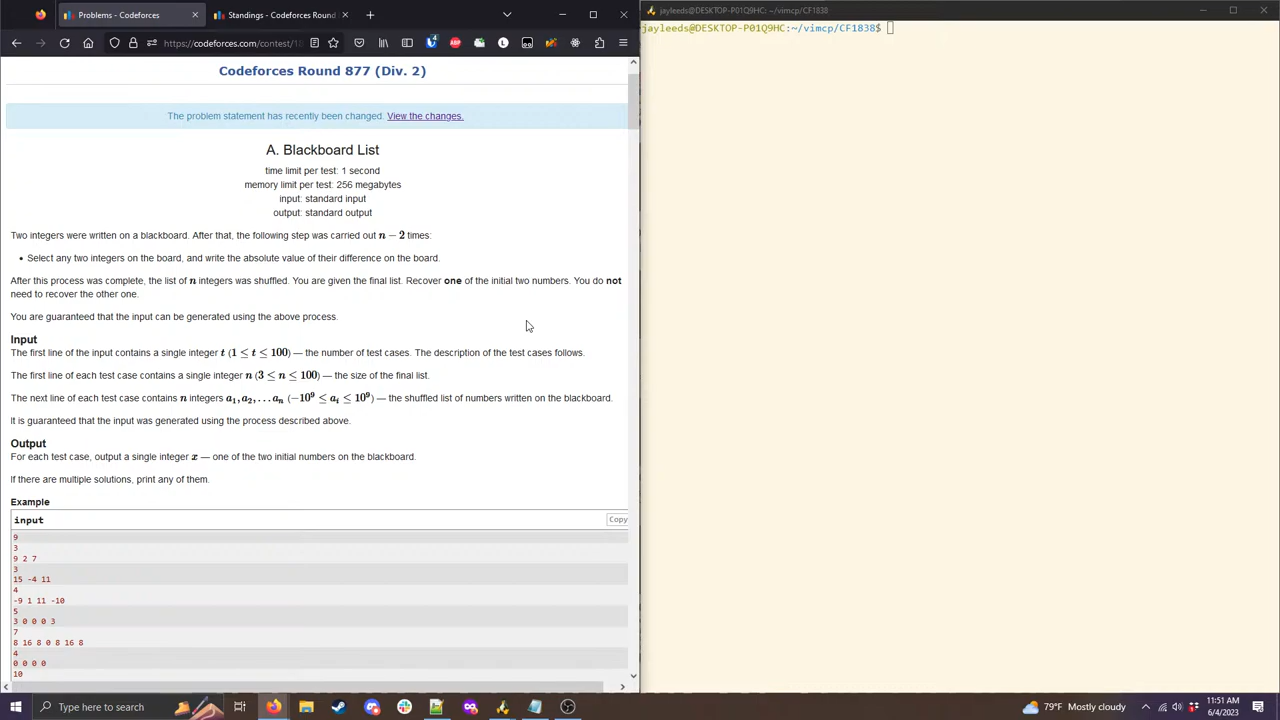 Problems - Codeforces
Standings - Codeforces Round
https://codeforces.com/contest/18
Codeforces Round 877 (Div. 2)
The problem statement has recently been changed. View the changes.
A. Blackboard List
time limit per test: 1 second
memory limit per test: 256 megabytes
input: standard input
output: standard output
Two integers were written on a blackboard. After that, the following step was carried out n − 2 times:
• Select any two integers on the board, and write the absolute value of their difference on the board.
After this process was complete, the list of n integers was shuffled. You are given the final list. Recover one of the initial two numbers. You do not
need to recover the other one.
You are guaranteed that the input can be generated using the above process.
Input
The first line of the input contains a single integer t (1 ≤ t ≤ 100) — the number of test cases. The description of the test cases follows.
The first line of each test case contains a single integer n (3 ≤ n ≤ 100) — the size of the final list.
The next line of each test case contains n integers a₁, a₂, . . . aₙ (−10⁹ ≤ aᵢ ≤ 10⁹) — the shuffled list of numbers written on the blackboard.
It is guaranteed that the input was generated using the process described above.
Output
For each test case, output a single integer x — one of the two initial numbers on the blackboard.
If there are multiple solutions, print any of them.
Example
input
Copy
9
3
9 2 7
3
15 -4 11
4
-9 1 11 -10
5
3 0 0 0 3
7
8 16 8 0 8 16 8
4
0 0 0 0
10
jayleeds@DESKTOP-P01Q9HC: ~/vimcp/CF1838
jayleeds@DESKTOP-P01Q9HC:~/vimcp/CF1838$
Type here to search
79°F Mostly cloudy
11:51 AM
6/4/2023